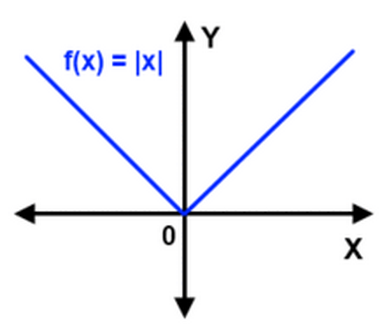 Y
f(x) = |x|
0
X